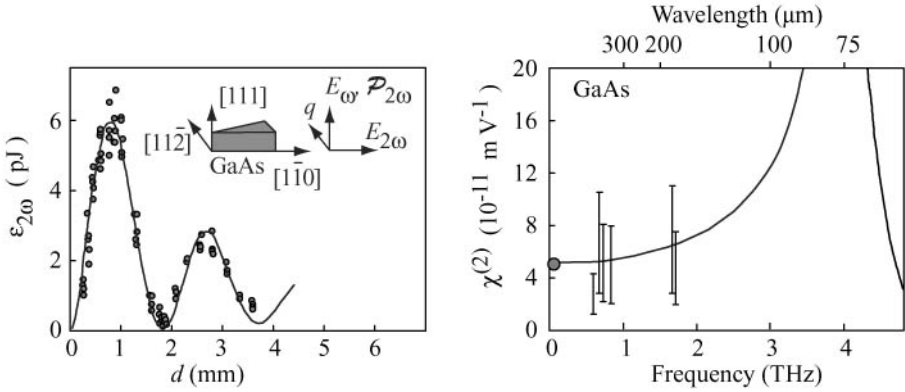 6
4
2
0
ε2ω (pJ)
[111]
[112̄]
GaAs
[11̄0]
Eω, 𝒫2ω
q
E2ω
0 1 2 3 4 5 6
d (mm)
Wavelength (μm)
300 200 100 75
20
16
12
8
4
0
χ(2) (10-11 m V-1)
GaAs
0 1 2 3 4
Frequency (THz)